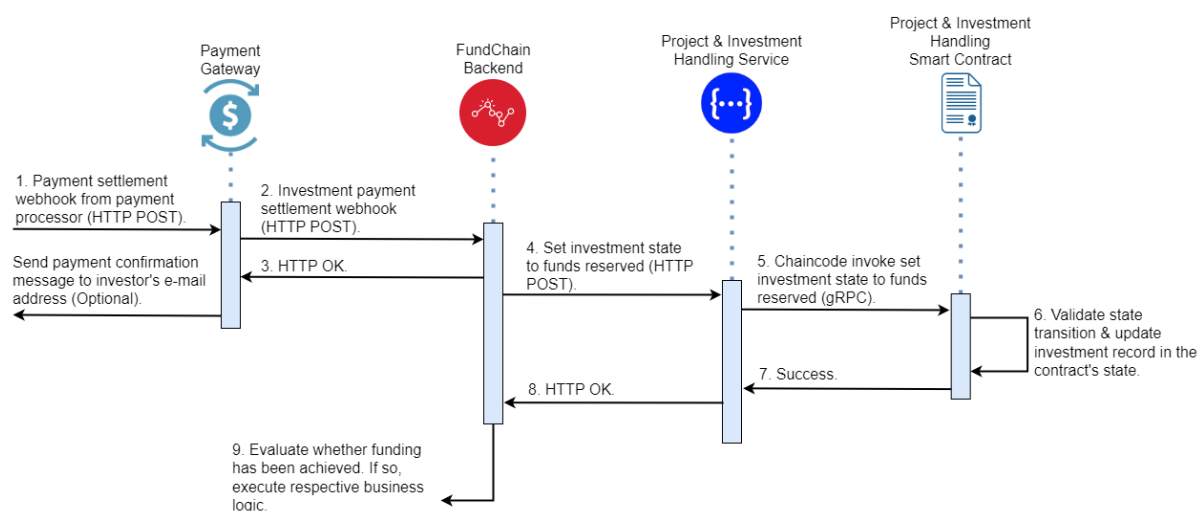 Payment
Gateway
FundChain
Backend
Project & Investment
Handling Service
Project & Investment
Handling
Smart Contract
$
{...}
1. Payment settlement
webhook from payment
processor (HTTP POST).
2. Investment payment
settlement webhook
(HTTP POST).
3. HTTP OK.
Send payment confirmation
message to investor's e-mail
address (Optional).
4. Set investment state
to funds reserved (HTTP
POST).
5. Chaincode invoke set
investment state to funds
reserved (gRPC).
6. Validate state
transition & update
investment record in the
contract's state.
7. Success.
8. HTTP OK.
9. Evaluate whether funding
has been achieved. If so,
execute respective business
logic.